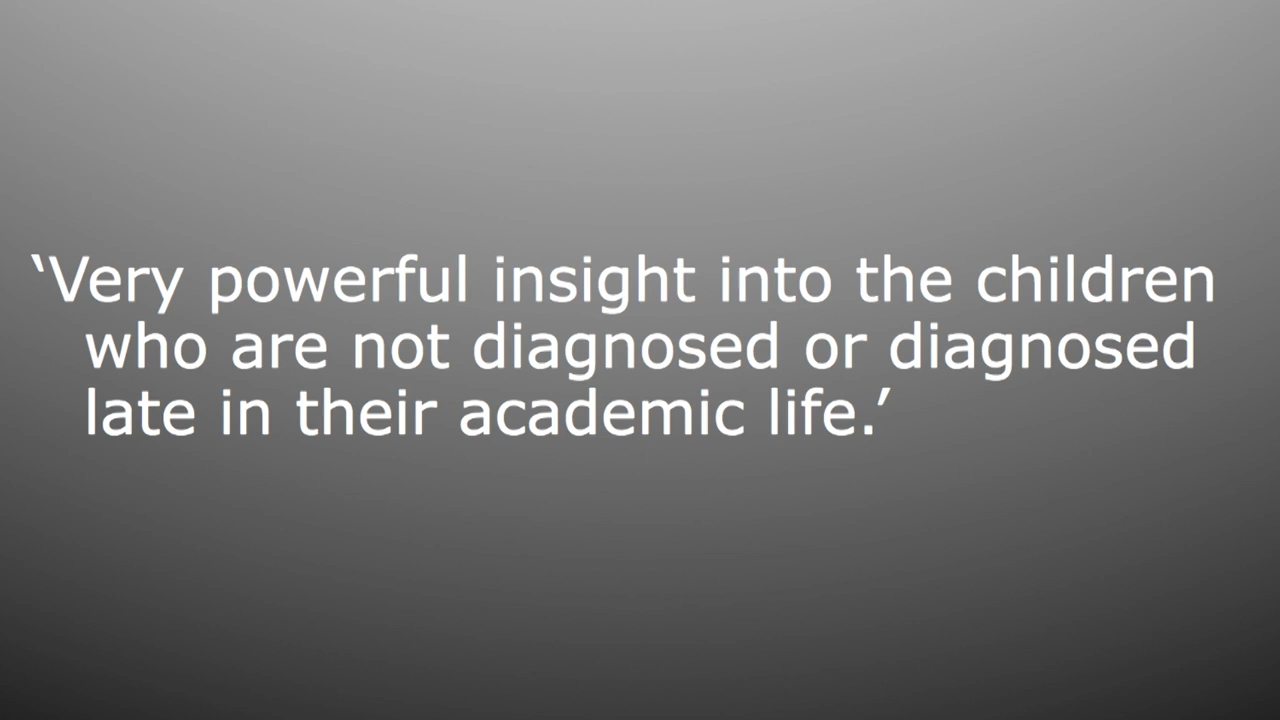 ‘Very powerful insight into the children
who are not diagnosed or diagnosed
late in their academic life.’